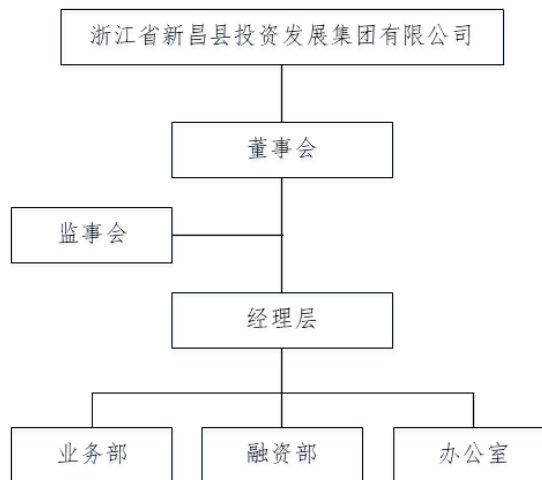 浙江省新昌县投资发展集团有限公司
董事会
监事会
经理层
业务部
融资部
办公室